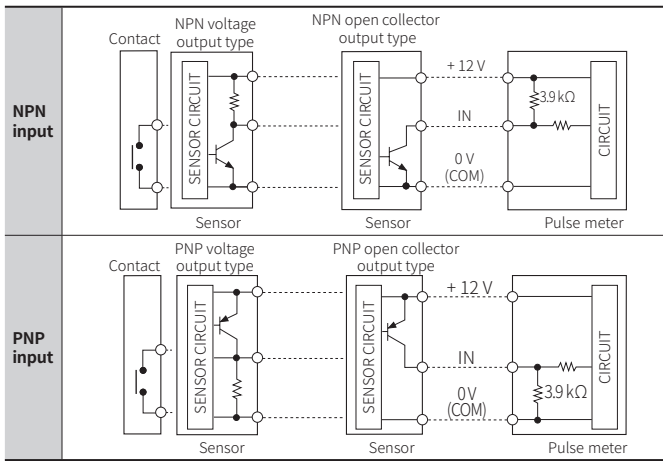 NPN input
Contact
NPN voltage
output type
NPN open collector
output type
SENSOR CIRCUIT
SENSOR CIRCUIT
+ 12 V
IN
0 V
(COM)
3.9 kΩ
CIRCUIT
Sensor
Sensor
Pulse meter
PNP input
Contact
PNP voltage
output type
PNP open collector
output type
SENSOR CIRCUIT
SENSOR CIRCUIT
+ 12 V
IN
0 V
(COM)
3.9 kΩ
CIRCUIT
Sensor
Sensor
Pulse meter